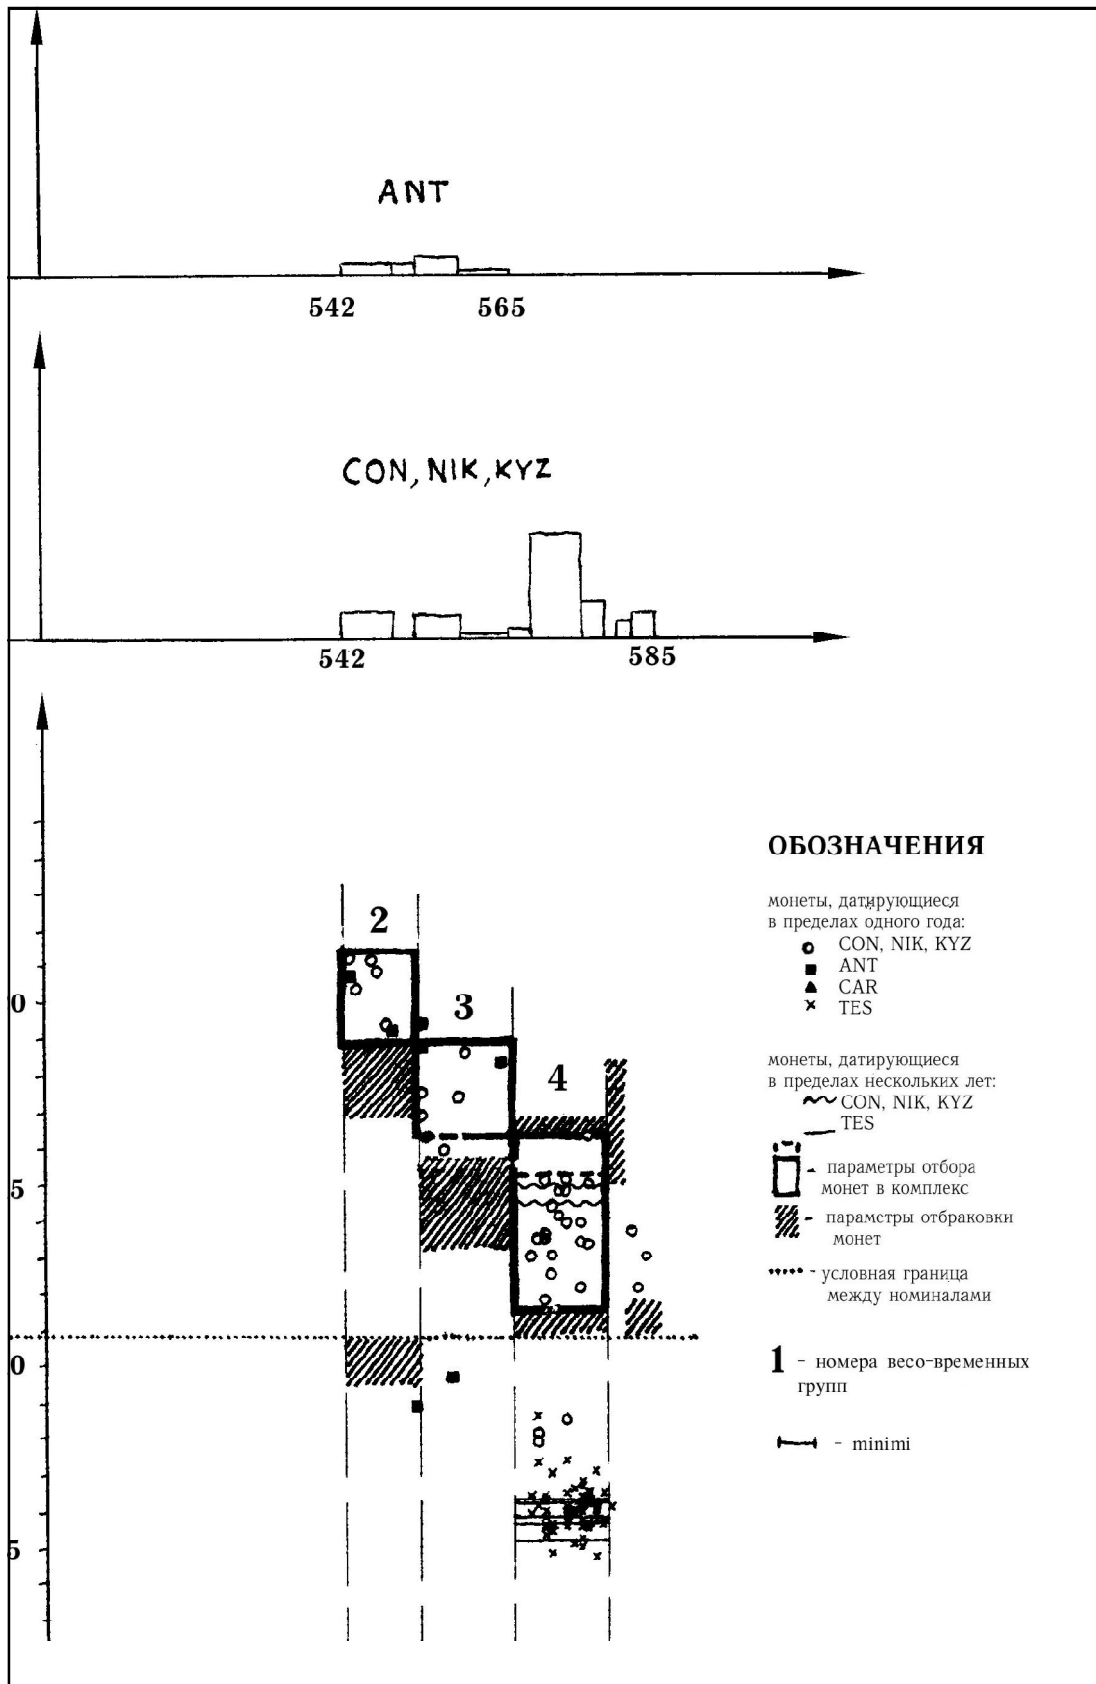 ANT
542
565
CON, NIK, KYZ
542
585
ОБОЗНАЧЕНИЯ
монеты, датирующиеся
в пределах одного года:
CON, NIK, KYZ
ANT
CAR
TES
монеты, датирующиеся
в пределах нескольких лет:
CON, NIK, KYZ
TES
- параметры отбора
монет в комплекс
- параметры отбраковки
монет
- условная граница
между номиналами
1 - номера весо-временных
групп
- minimi
2
3
4
0
5
0
5